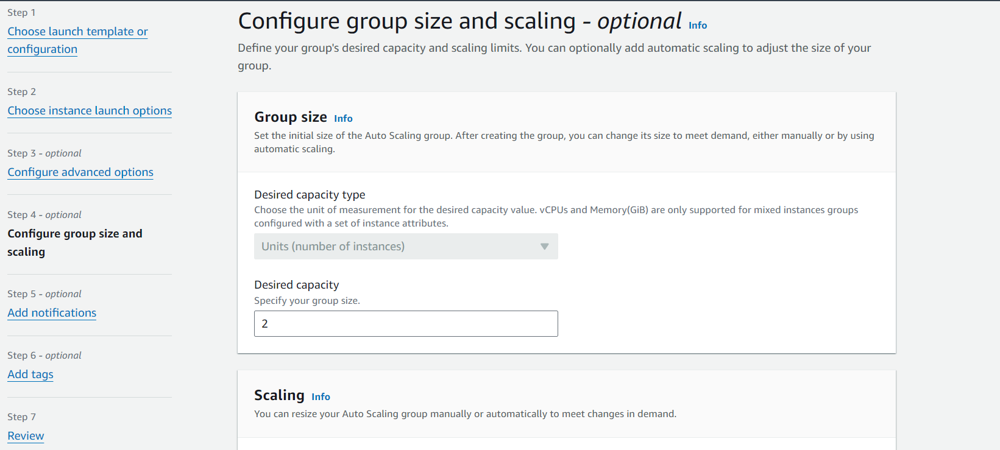 Step 1
Choose launch template or
configuration
Step 2
Choose instance launch options
Step 3 - optional
Configure advanced options
Step 4 - optional
Configure group size and
scaling
Step 5 - optional
Add notifications
Step 6 - optional
Add tags
Step 7
Review
Configure group size and scaling - optional Info
Define your group's desired capacity and scaling limits. You can optionally add automatic scaling to adjust the size of your
group.
Group size Info
Set the initial size of the Auto Scaling group. After creating the group, you can change its size to meet demand, either manually or by using
automatic scaling.
Desired capacity type
Choose the unit of measurement for the desired capacity value. vCPUs and Memory(GiB) are only supported for mixed instances groups
configured with a set of instance attributes.
Units (number of instances)
Desired capacity
Specify your group size.
2
Scaling Info
You can resize your Auto Scaling group manually or automatically to meet changes in demand.